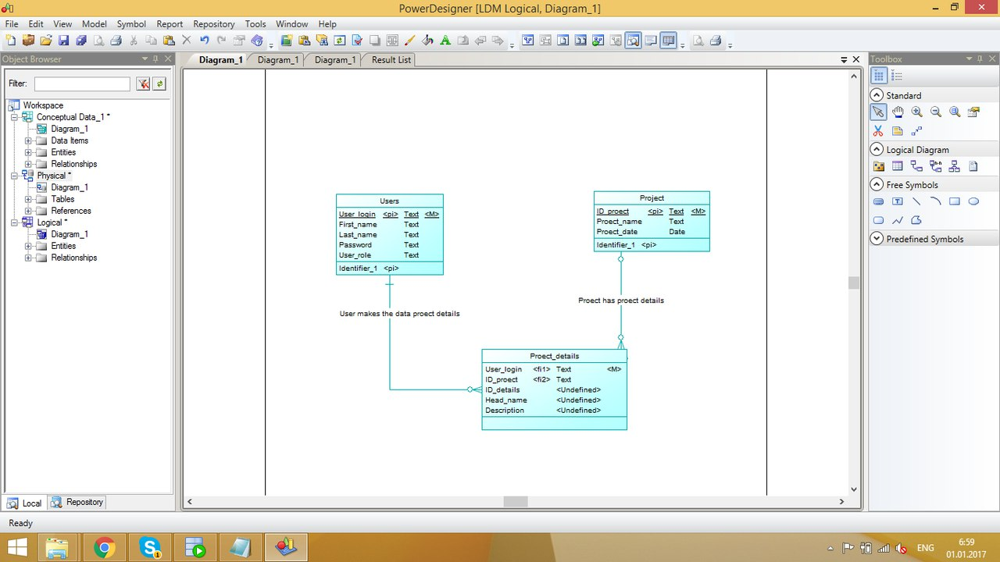 PowerDesigner [LDM Logical, Diagram_1]
File Edit View Model Symbol Report Repository Tools Window Help
Object Browser
Diagram_1 Diagram_1 Diagram_1 Result List
Toolbox
Filter:
Workspace
Conceptual Data_1 *
Diagram_1
Data Items
Entities
Relationships
Physical *
Diagram_1
Tables
References
Logical *
Diagram_1
Entities
Relationships
Local Repository
Users
User_login <pi> Text <M>
First_name Text
Last_name Text
Password Text
User_role Text
Identifier_1 <pi>
Project
ID_proect <pi> Text <M>
Proect_name Text
Proect_date Date
Identifier_1 <pi>
Proect has proect details
User makes the data proect details
Proect_details
User_login <fi1> Text <M>
ID_proect <fi2> Text
ID_details <Undefined>
Head_name <Undefined>
Description <Undefined>
Standard
Logical Diagram
Free Symbols
Predefined Symbols
Ready
ENG
6:59
01.01.2017